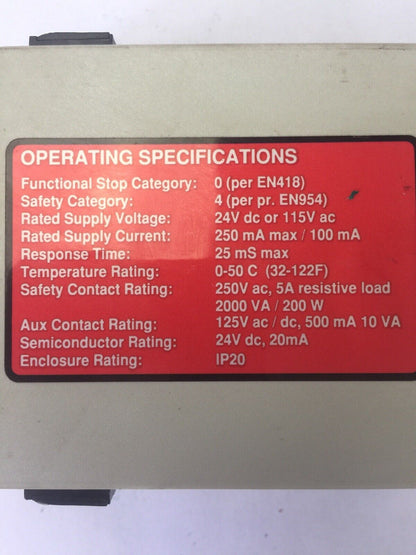 OPERATING SPECIFICATIONS
Functional Stop Category: 0 (per EN418)
Safety Category: 4 (per pr. EN954)
Rated Supply Voltage: 24V dc or 115V ac
Rated Supply Current: 250 mA max / 100 mA
Response Time: 25 mS max
Temperature Rating: 0-50 C (32-122F)
Safety Contact Rating: 250V ac, 5A resistive load
2000 VA / 200 W
Aux Contact Rating: 125V ac / dc, 500 mA 10 VA
Semiconductor Rating: 24V dc, 20mA
Enclosure Rating: IP20